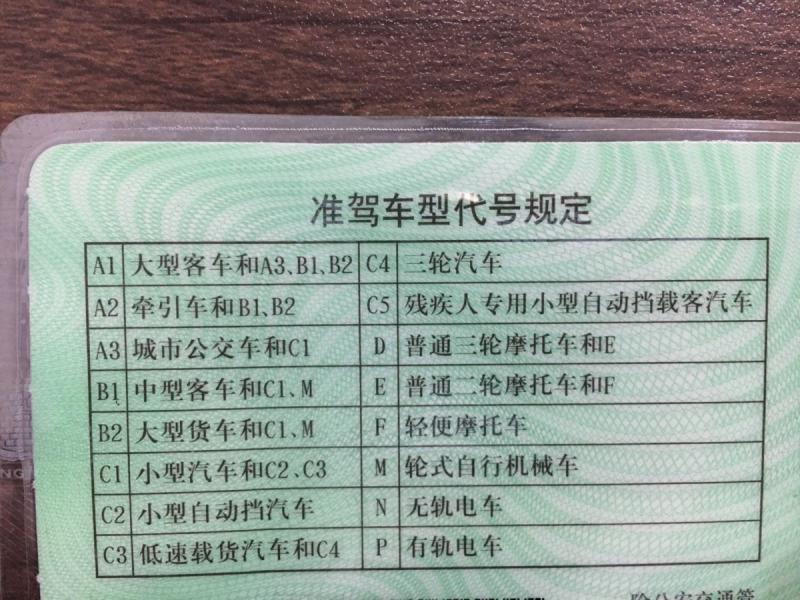 准驾车型代号规定
A1 大型客车和A3、B1、B2 C4 三轮汽车
A2 牵引车和B1、B2 C5 残疾人专用小型自动挡载客汽车
A3 城市公交车和C1 D 普通三轮摩托车和E
B1 中型客车和C1、M E 普通二轮摩托车和F
B2 大型货车和C1、M F 轻便摩托车
C1 小型汽车和C2、C3 M 轮式自行机械车
C2 小型自动挡汽车 N 无轨电车
C3 低速载货汽车和C4 P 有轨电车
NG